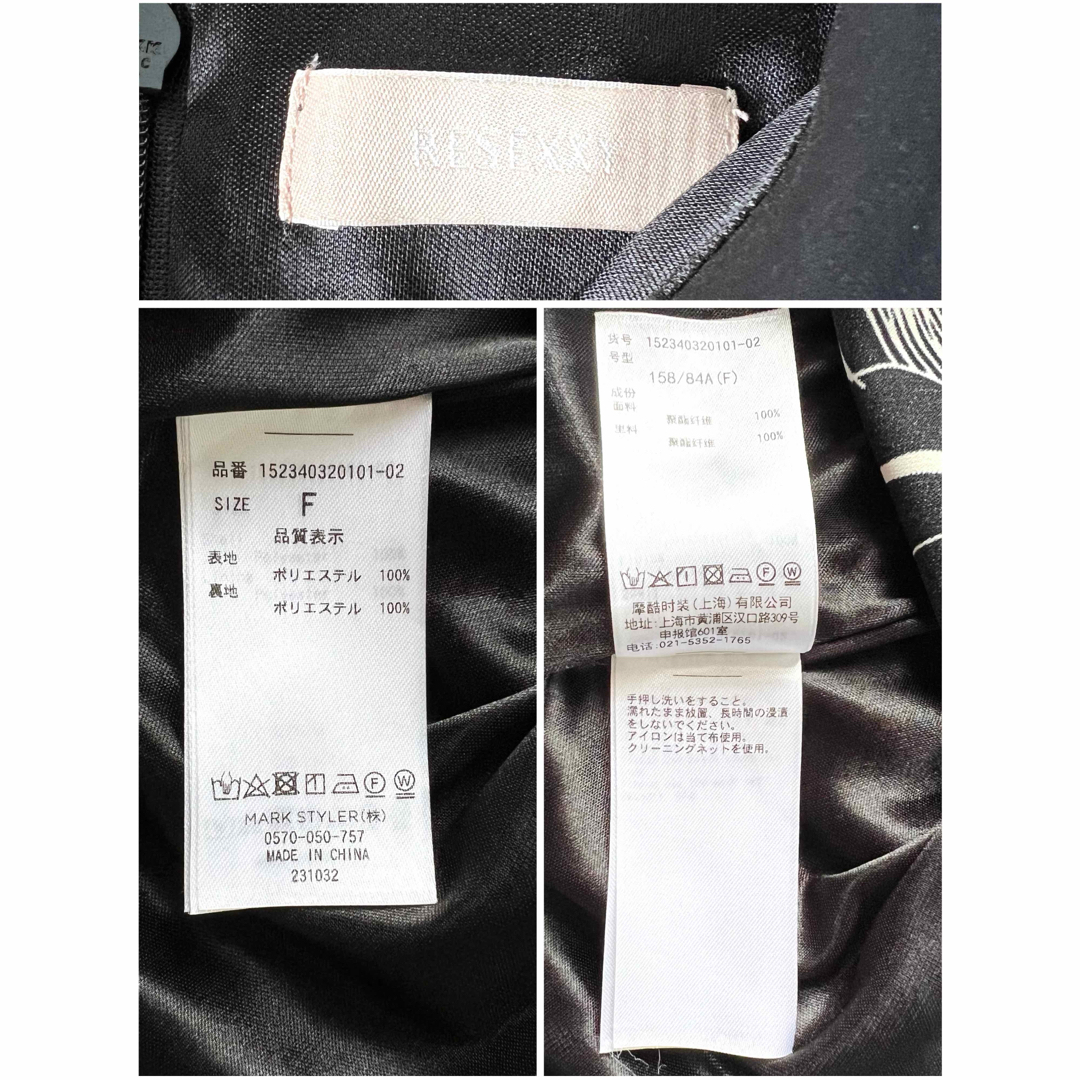 RESEXXY
品番 152340320101-02
SIZE F
品質表示
表地
ポリエステル 100%
裏地
ポリエステル 100%
MARK STYLER(株)
0570-050-757
MADE IN CHINA
231032
货号 152340320101-02
号型
158/84A(F)
成份
面料
聚酯纤维 100%
里料
聚酯纤维 100%
摩酷时装(上海)有限公司
地址:上海市黄浦区汉口路309号
申报馆601室
电话:021-5352-1765
手押し洗いをすること。
濡れたまま放置、長時間の浸漬
をしないでください。
アイロンは当て布使用。
クリーニングネットを使用。